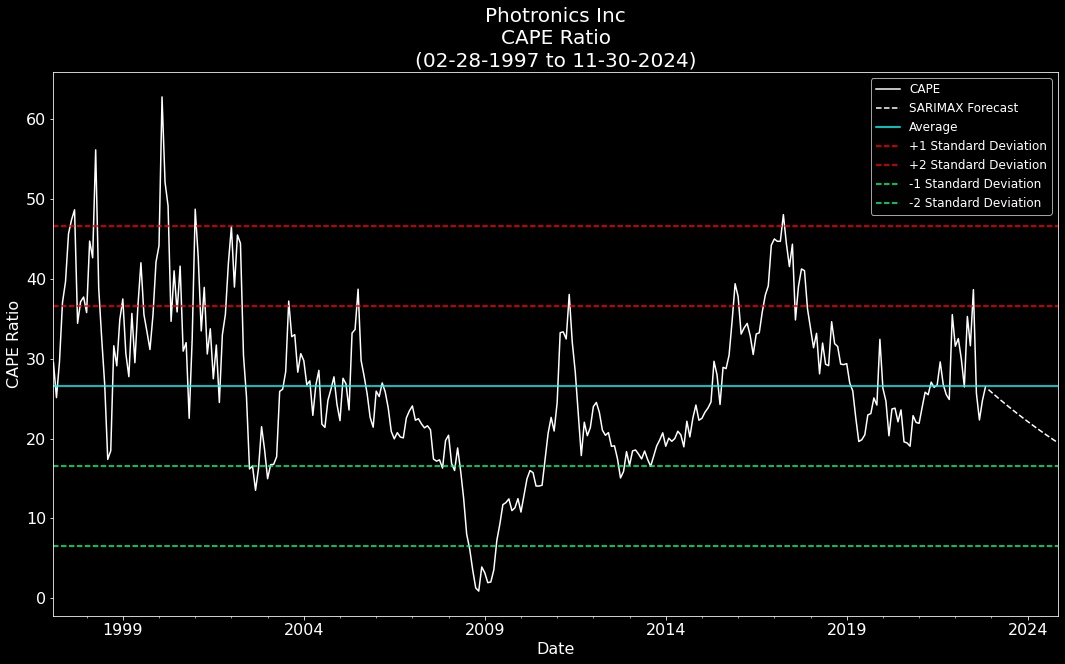 Photronics Inc
CAPE Ratio
(02-28-1997 to 11-30-2024)
CAPE
SARIMAX Forecast
Average
+1 Standard Deviation
+2 Standard Deviation
-1 Standard Deviation
-2 Standard Deviation
CAPE Ratio
60
50
40
30
20
10
0
1999
2004
2009
2014
2019
2024
Date